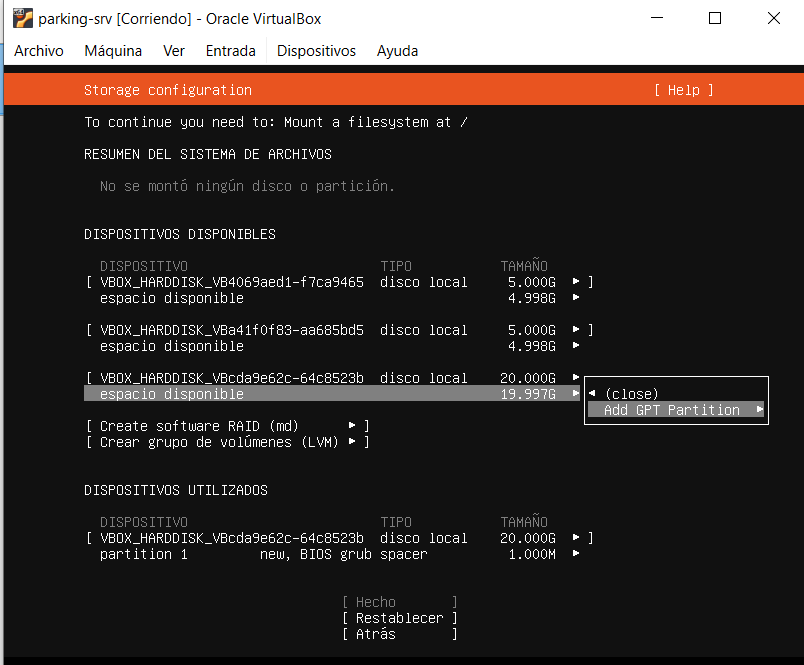 parking-srv [Corriendo] - Oracle VirtualBox
Archivo Máquina Ver Entrada Dispositivos Ayuda
Storage configuration [ Help ]
To continue you need to: Mount a filesystem at /
RESUMEN DEL SISTEMA DE ARCHIVOS
No se montó ningún disco o partición.
DISPOSITIVOS DISPONIBLES
DISPOSITIVO TIPO TAMAÑO
[ VBOX_HARDDISK_VB4069aed1-f7ca9465 disco local 5.000G ▸ ]
espacio disponible 4.998G ▸
[ VBOX_HARDDISK_VBa41f0f83-aa685bd5 disco local 5.000G ▸ ]
espacio disponible 4.998G ▸
[ VBOX_HARDDISK_VBcda9e62c-64c8523b disco local 20.000G ▸
espacio disponible 19.997G ▸ ◂ (close)
Add GPT Partition ▸
[ Create software RAID (md) ▸ ]
[ Crear grupo de volúmenes (LVM) ▸ ]
DISPOSITIVOS UTILIZADOS
DISPOSITIVO TIPO TAMAÑO
[ VBOX_HARDDISK_VBcda9e62c-64c8523b disco local 20.000G ▸ ]
partition 1 new, BIOS grub spacer 1.000M ▸
[ Hecho ]
[ Restablecer ]
[ Atrás ]